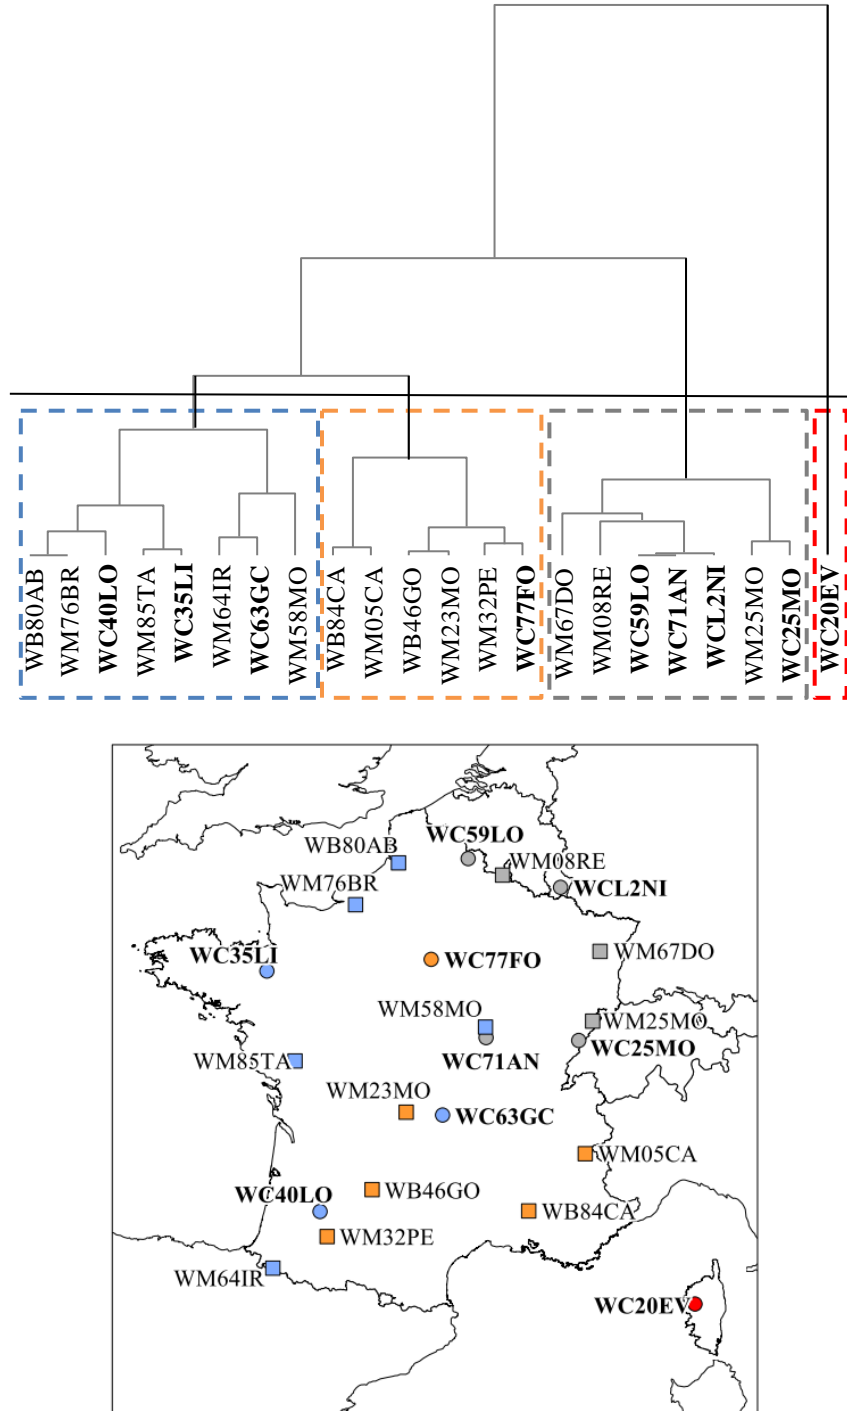 WB80AB
WM76BR
WC40LO
WM85TA
WC35LI
WM64IR
WC63GC
WM58MO
WB84CA
WM05CA
WB46GO
WM23MO
WM32PE
WC77FO
WM67DO
WM08RE
WC59LO
WC71AN
WCL2NI
WM25MO
WC25MO
WC20EV
WC59LO
WB80AB
WM08RE
WM76BR
WCL2NI
WC35LI
WC77FO
WM67DO
WM58MO
WM25MO
WC71AN
WC25MO
WM85TA
WM23MO
WC63GC
WM05CA
WC40LO
WB46GO
WB84CA
WM32PE
WM64IR
WC20EV